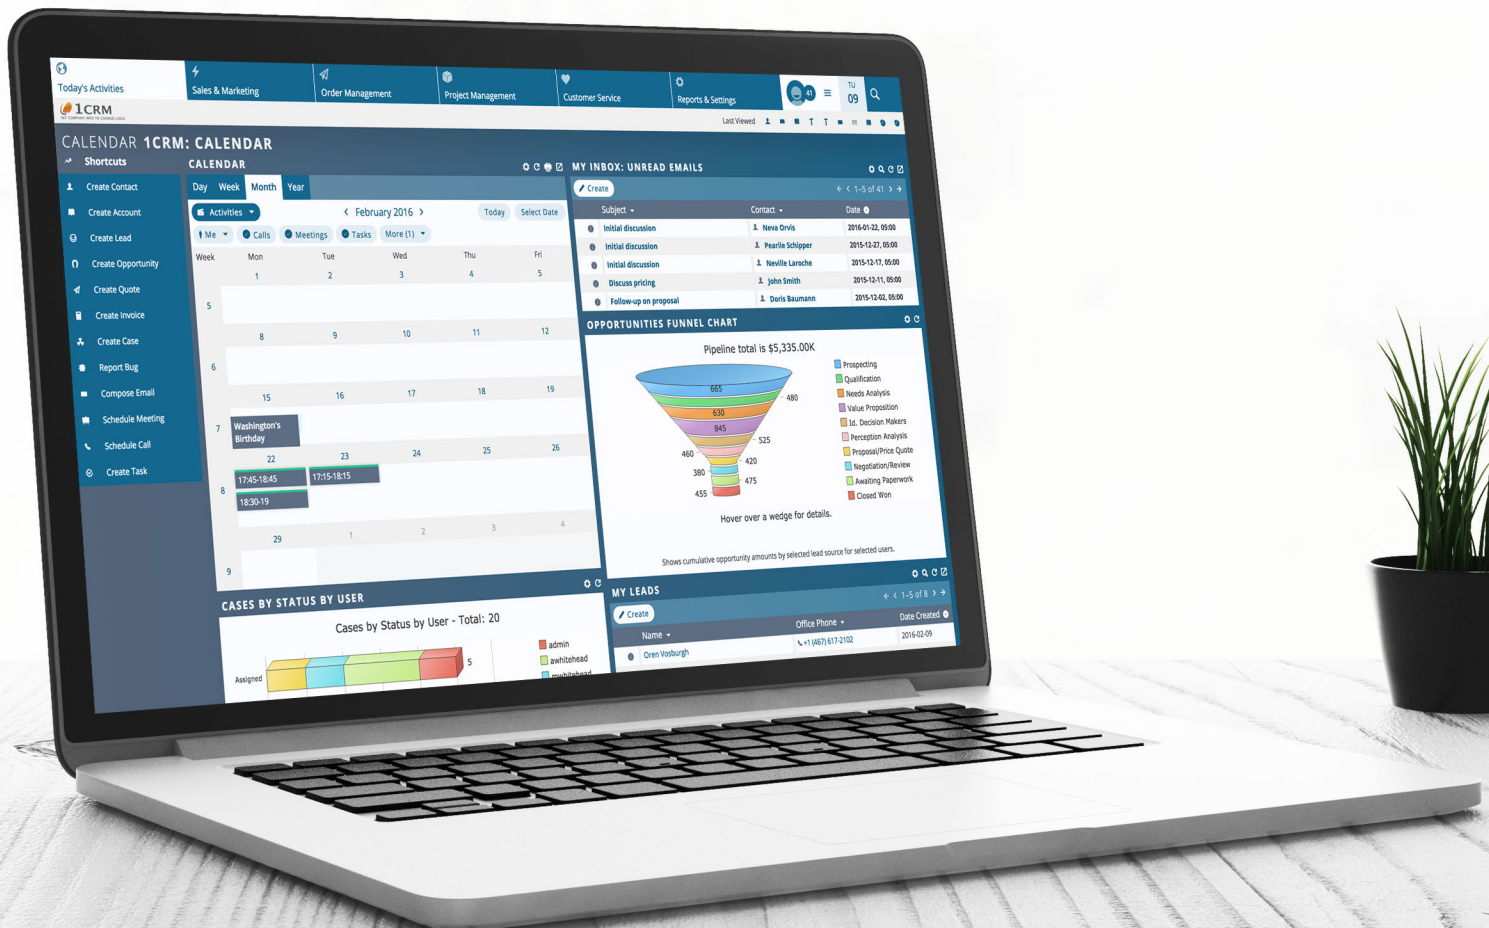 Today's Activities
Sales & Marketing
Order Management
Project Management
Customer Service
Reports & Settings
41
TU
09
1CRM
Last Viewed
CALENDAR 1CRM: CALENDAR
Shortcuts
Create Contact
Create Account
Create Lead
Create Opportunity
Create Quote
Create Invoice
Create Case
Report Bug
Compose Email
Schedule Meeting
Schedule Call
Create Task
CALENDAR
Day Week Month Year
Activities
February 2016
Today
Select Date
Me
Calls
Meetings
Tasks
More (1)
Week Mon Tue Wed Thu Fri
1 2 3 4 5
5
8 9 10 11 12
6
15 16 17 18 19
7
Washington's
Birthday
22 23 24 25 26
8
17:45-18:45
17:15-18:15
18:30-19
29 1 2 3 4
9
CASES BY STATUS BY USER
Cases by Status by User - Total: 20
Assigned
5
admin
awhitehead
mwhitehead
MY INBOX: UNREAD EMAILS
Create
1-5 of 41
Subject Contact Date
Initial discussion Neva Orvis 2016-01-22, 05:00
Initial discussion Pearlie Schipper 2015-12-27, 05:00
Initial discussion Neville Laroche 2015-12-17, 05:00
Discuss pricing John Smith 2015-12-11, 05:00
Follow-up on proposal Doris Baumann 2015-12-02, 05:00
OPPORTUNITIES FUNNEL CHART
Pipeline total is $5,335.00K
665
480
630
845
525
460
420
380
475
455
Prospecting
Qualification
Needs Analysis
Value Proposition
Id. Decision Makers
Perception Analysis
Proposal/Price Quote
Negotiation/Review
Awaiting Paperwork
Closed Won
Hover over a wedge for details.
Shows cumulative opportunity amounts by selected lead source for selected users.
MY LEADS
Create
1-5 of 8
Name Office Phone Date Created
Oren Vosburgh +1 (467) 617-2102 2016-02-09